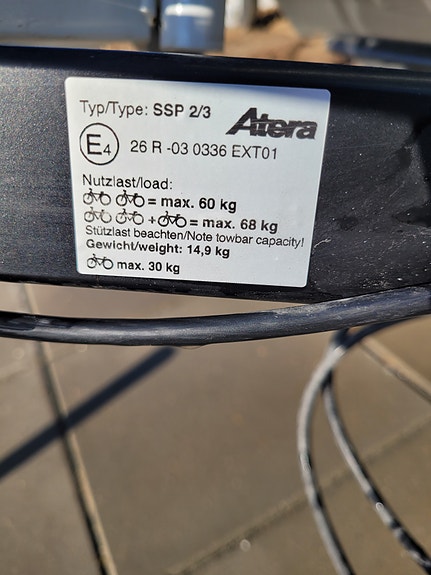 Typ/Type: SSP 2/3
Atera
E4 26 R -03 0336 EXT01
Nutzlast/load:
= max. 60 kg
+ = max. 68 kg
Stützlast beachten/Note towbar capacity!
Gewicht/weight: 14,9 kg
max. 30 kg